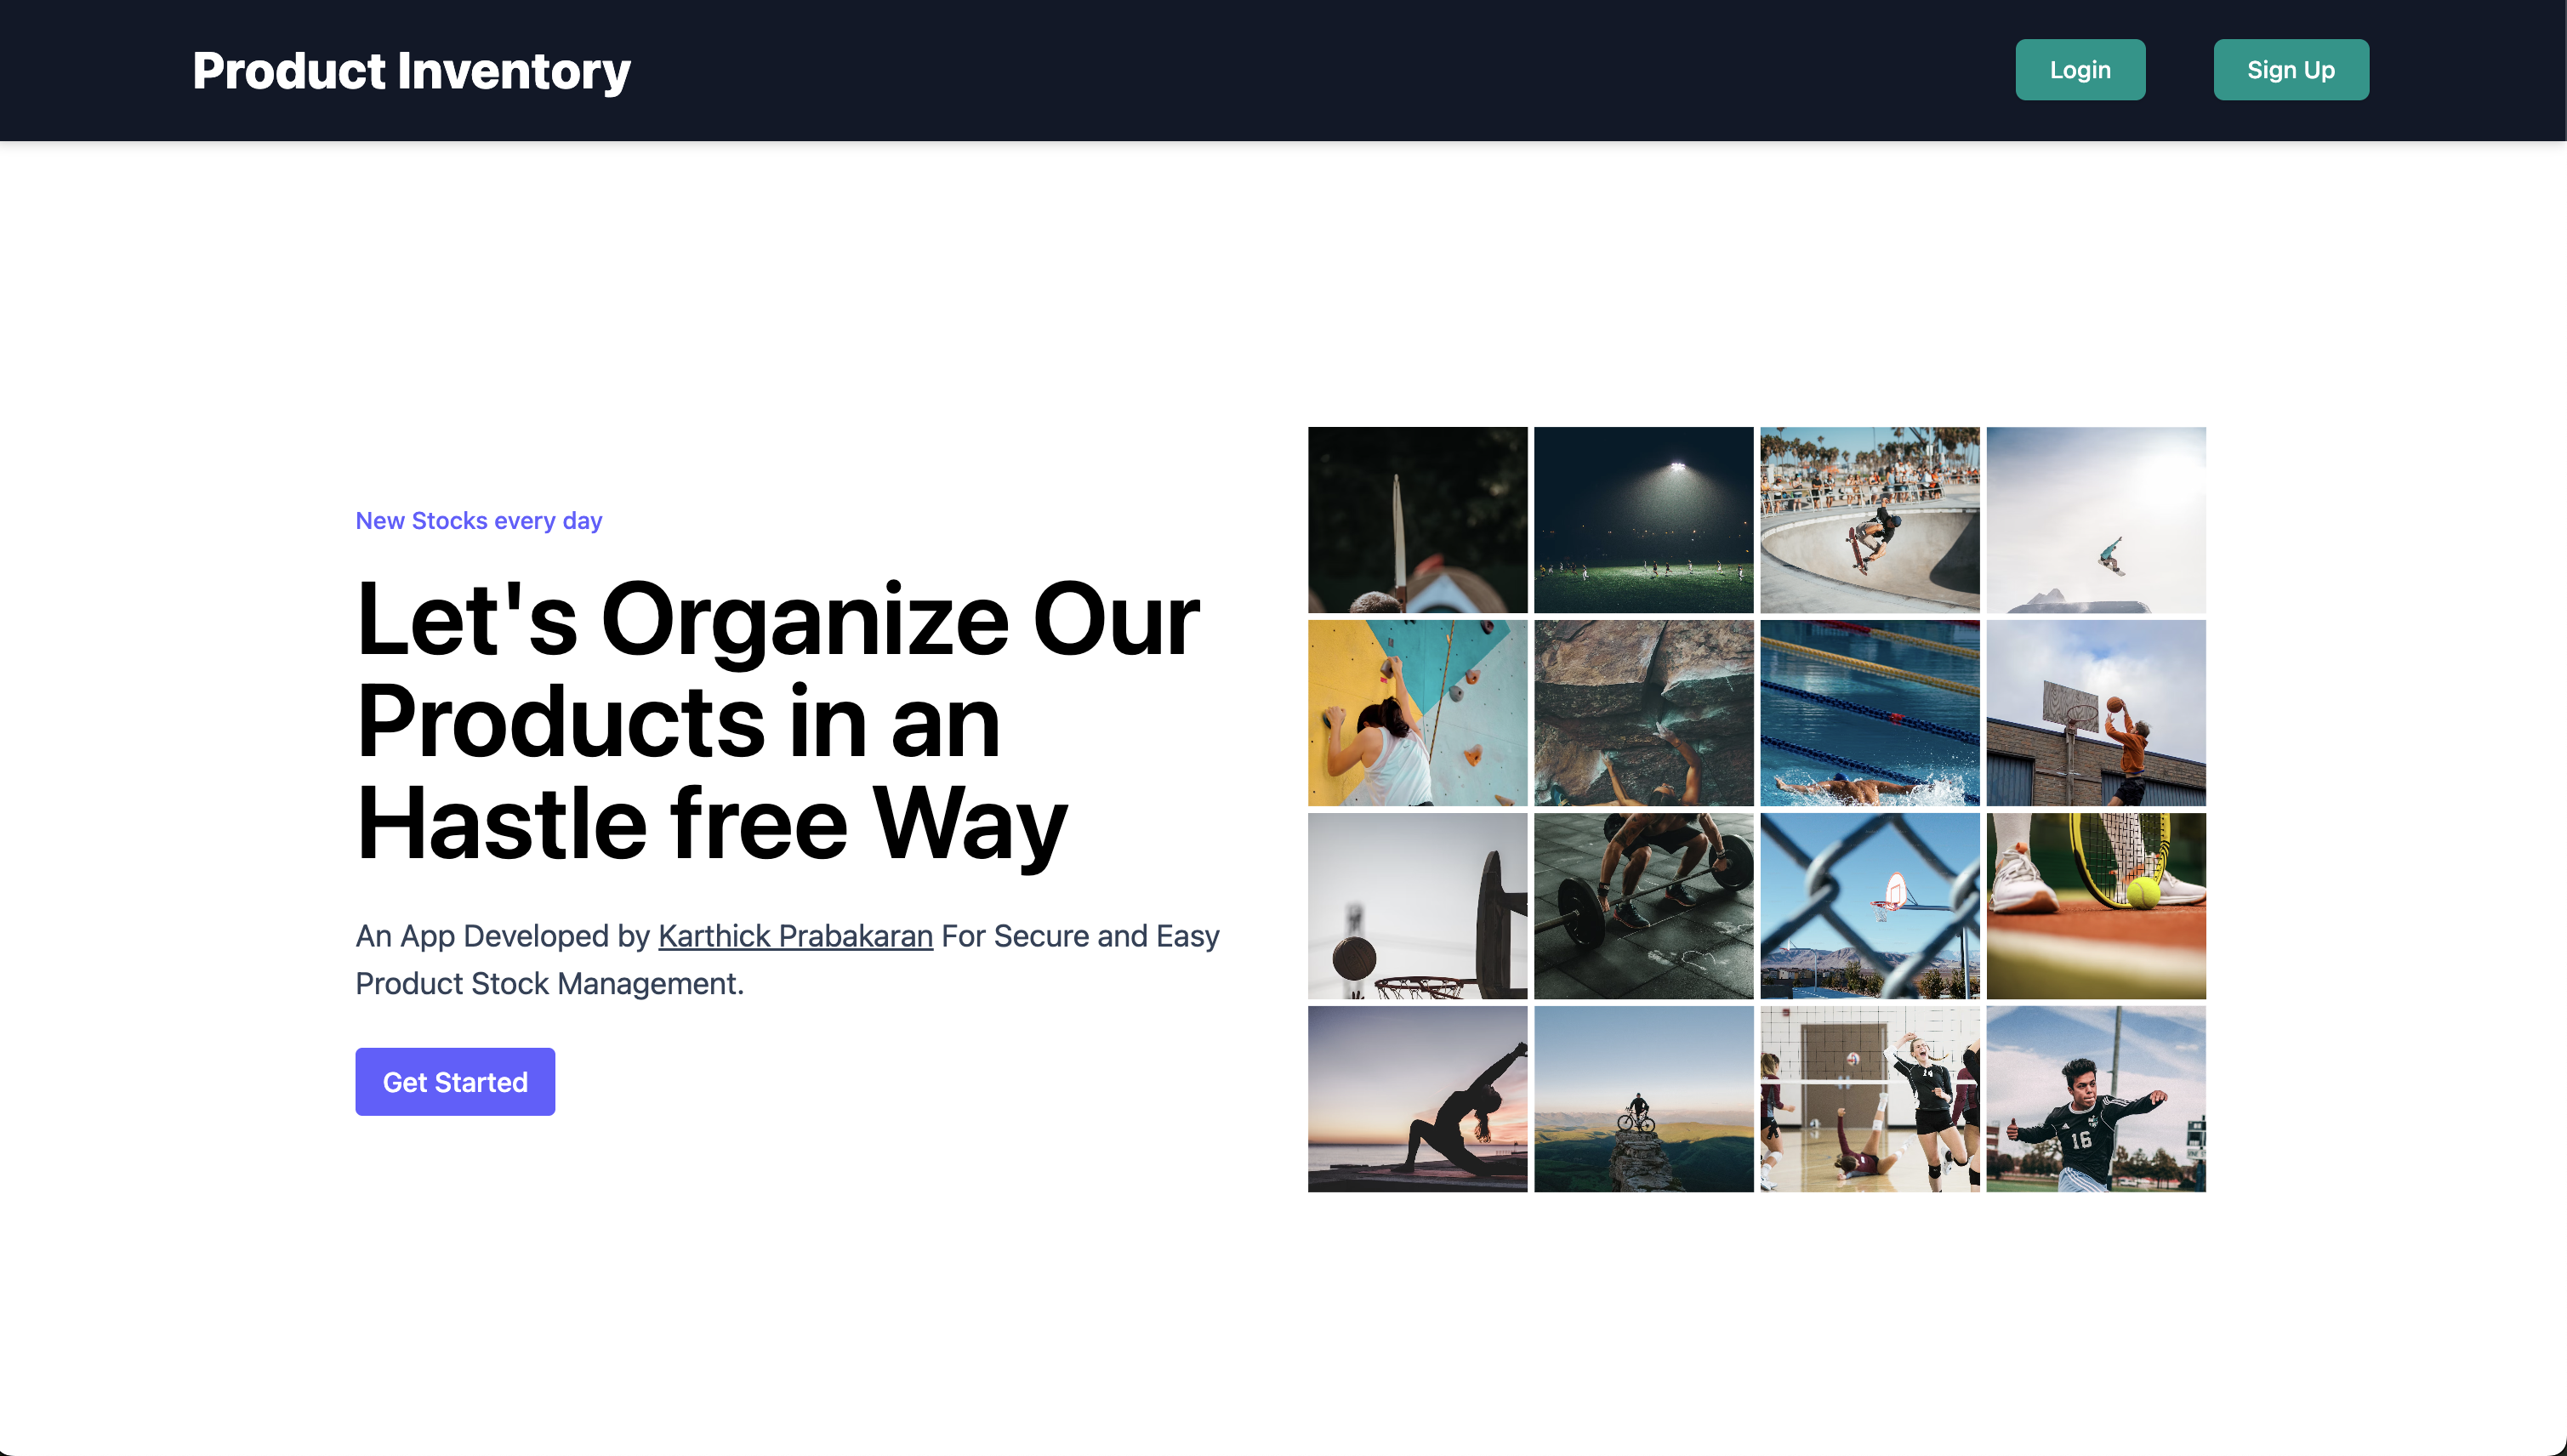 Product Inventory
Login
Sign Up
New Stocks every day
Let's Organize Our
Products in an
Hastle free Way
An App Developed by Karthick Prabakaran For Secure and Easy
Product Stock Management.
Get Started
16